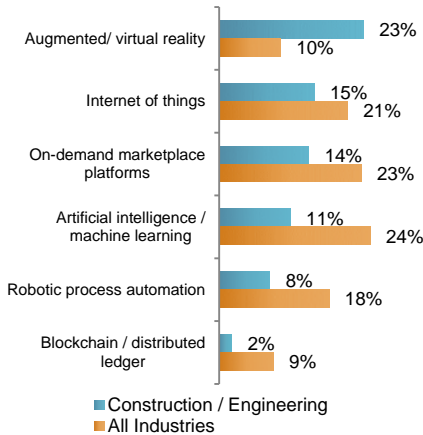 Augmented/ virtual reality
23%
10%
Internet of things
15%
21%
On-demand marketplace
platforms
14%
23%
Artificial intelligence /
machine learning
11%
24%
Robotic process automation
8%
18%
Blockchain / distributed
ledger
2%
9%
Construction / Engineering
All Industries